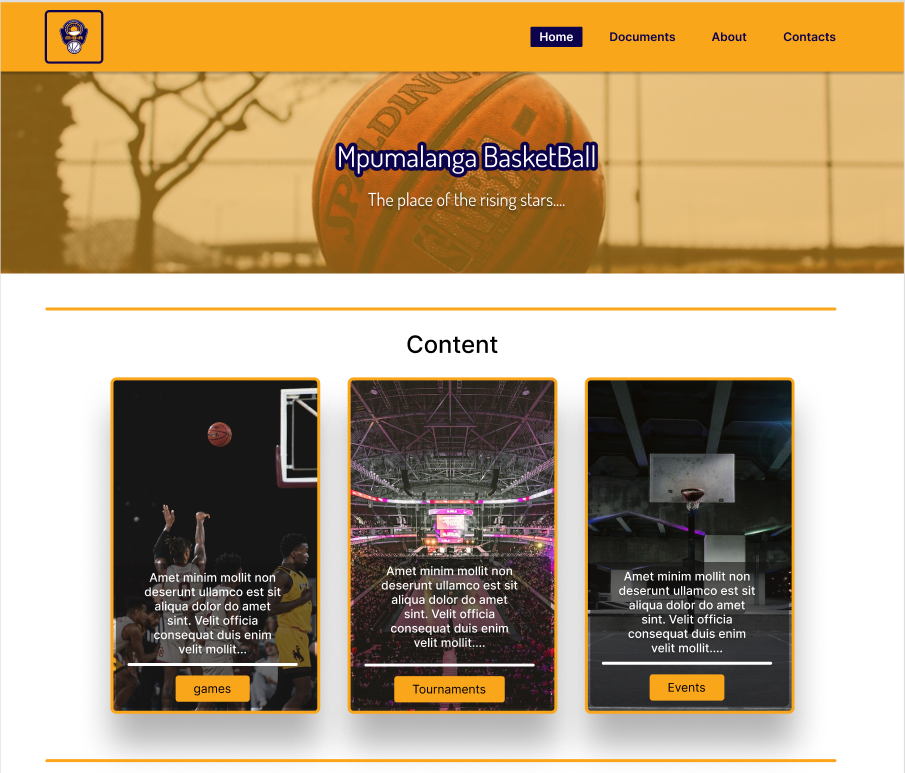 Home Documents About Contacts
SPALDING
Mpumalanga BasketBall
The place of the rising stars....
Content
Amet minim mollit non
deserunt ullamco est sit
aliqua dolor do amet
sint. Velit officia
consequat duis enim
velit mollit...
games
Amet minim mollit non
deserunt ullamco est sit
aliqua dolor do amet
sint. Velit officia
consequat duis enim
velit mollit....
Tournaments
Amet minim mollit non
deserunt ullamco est sit
aliqua dolor do amet
sint. Velit officia
consequat duis enim
velit mollit....
Events